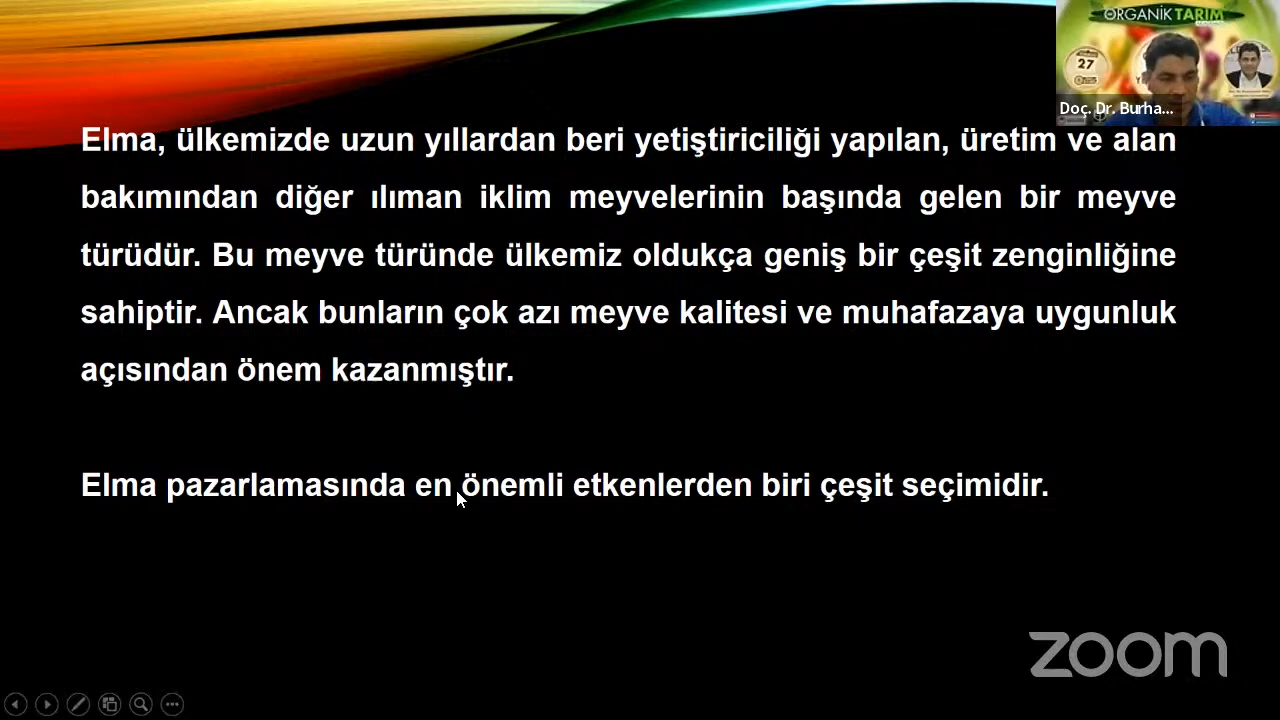 ORGANİK TARIM
27
Doç. Dr. Burha...
Elma, ülkemizde uzun yıllardan beri yetiştiriciliği yapılan, üretim ve alan
bakımından diğer ılıman iklim meyvelerinin başında gelen bir meyve
türüdür. Bu meyve türünde ülkemiz oldukça geniş bir çeşit zenginliğine
sahiptir. Ancak bunların çok azı meyve kalitesi ve muhafazaya uygunluk
açısından önem kazanmıştır.
Elma pazarlamasında en önemli etkenlerden biri çeşit seçimidir.
zoom